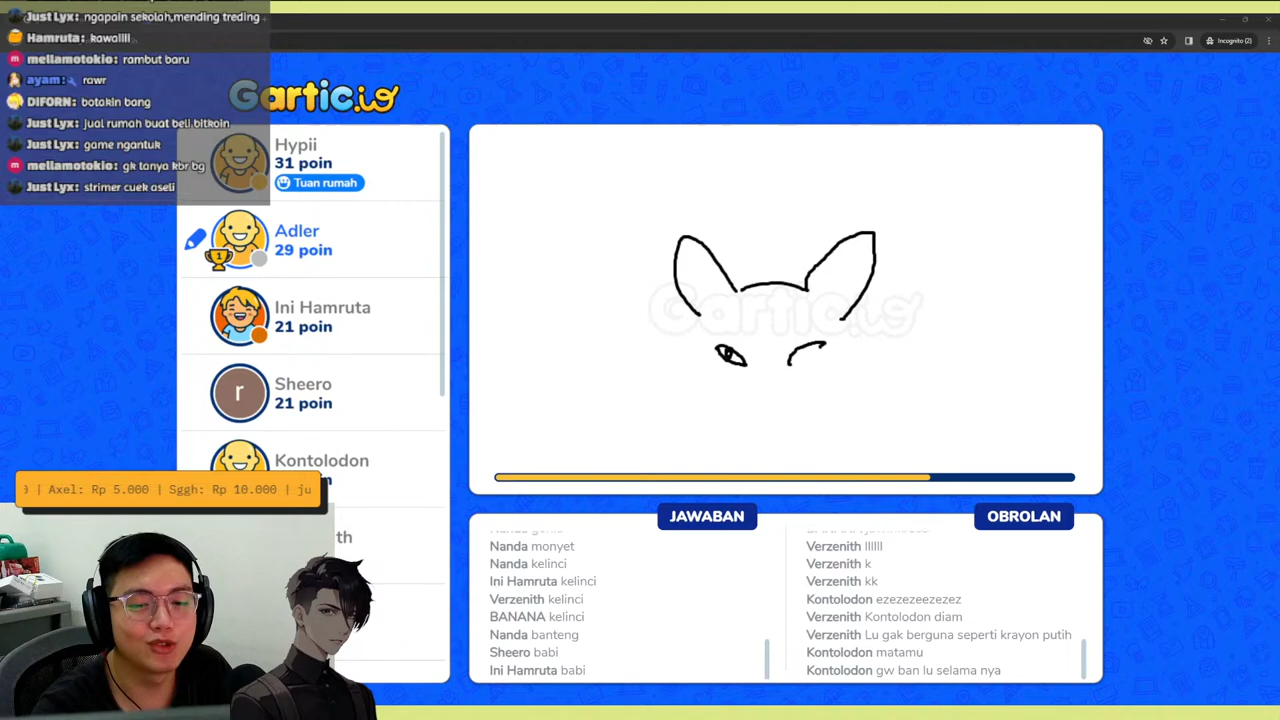 Just Lyx: ngapain sekolah,mending treding
Hamruta: kawaIIII
mellamotokio: rambut baru
ayam: rawr
DIFORN: botakin bang
Just Lyx: jual rumah buat beli bitkoin
Just Lyx: game ngantuk
mellamotokio: gk tanya kbr bg
Just Lyx: strimer cuek aseli
Incognito (2)
Gartic.io
Hypii
31 poin
Tuan rumah
Adler
29 poin
1
Ini Hamruta
21 poin
r
Sheero
21 poin
Kontolodon
Axel: Rp 5.000 | Sggh: Rp 10.000 | ju
th
Gartic.io
JAWABAN
Nanda monyet
Nanda kelinci
Ini Hamruta kelinci
Verzenith kelinci
BANANA kelinci
Nanda banteng
Sheero babi
Ini Hamruta babi
OBROLAN
Verzenith llllll
Verzenith k
Verzenith kk
Kontolodon ezezezeezezez
Verzenith Kontolodon diam
Verzenith Lu gak berguna seperti krayon putih
Kontolodon matamu
Kontolodon gw ban lu selama nya